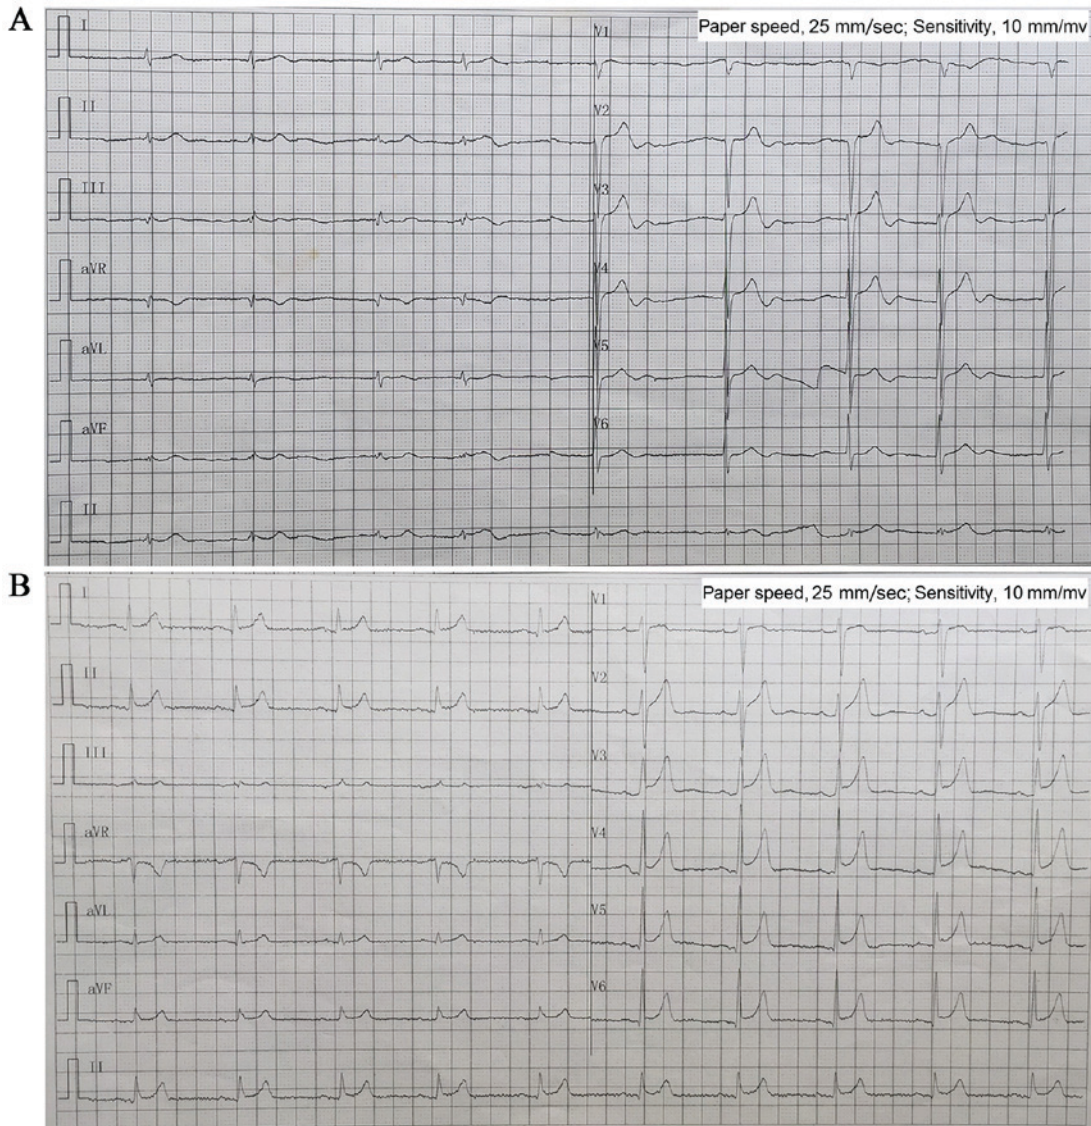 A
Paper speed, 25 mm/sec; Sensitivity, 10 mm/mv
I
V1
II
V2
III
V3
aVR
V4
aVL
V5
aVF
V6
II
B
Paper speed, 25 mm/sec; Sensitivity, 10 mm/mv
I
V1
II
V2
III
V3
aVR
V4
aVL
V5
aVF
V6
II